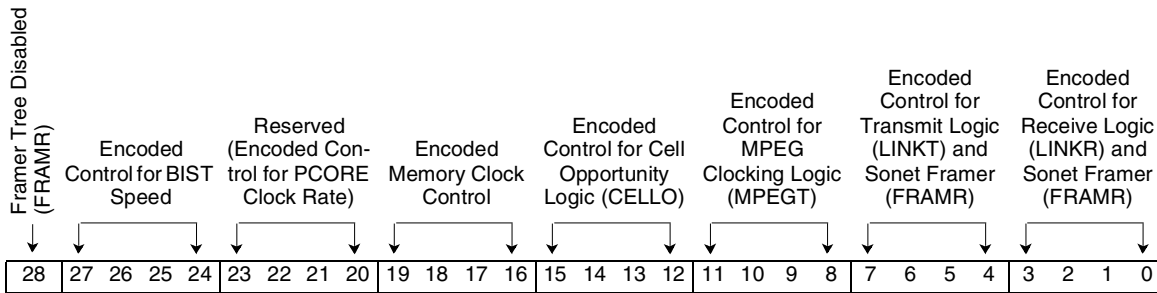 Framer Tree Disabled
(FRAMR)
Encoded
Control for BIST
Speed
Reserved
(Encoded Con-
trol for PCORE
Clock Rate)
Encoded
Memory Clock
Control
Encoded
Control for Cell
Opportunity
Logic (CELLO)
Encoded
Control for
MPEG
Clocking Logic
(MPEGT)
Encoded
Control for
Transmit Logic
(LINKT) and
Sonet Framer
(FRAMR)
Encoded
Control for
Receive Logic
(LINKR) and
Sonet Framer
(FRAMR)
28 27 26 25 24 23 22 21 20 19 18 17 16 15 14 13 12 11 10 9 8 7 6 5 4 3 2 1 0